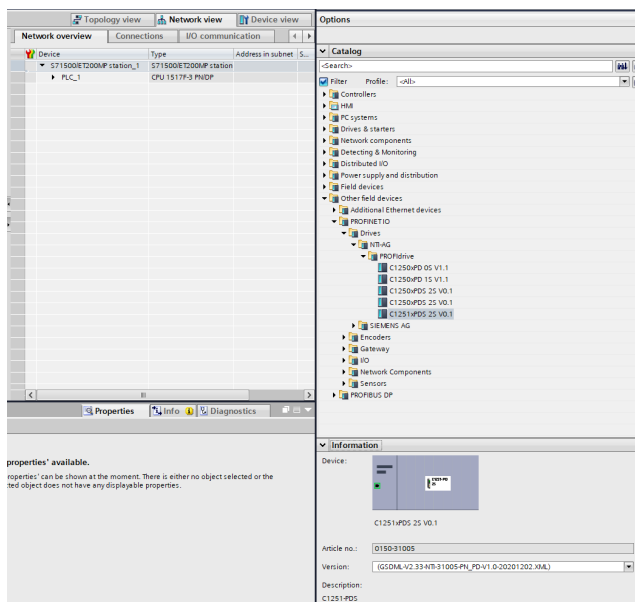 Topology view
Network view
Device view
Options
Network overview
Connections
I/O communication
Device
Type
Address in subnet
S...
S71500/ET200MP station_1
S71500/ET200MP station
PLC_1
CPU 1517F-3 PN/DP
Catalog
<Search>
Filter
Profile:
<All>
Controllers
HMI
PC systems
Drives & starters
Network components
Detecting & Monitoring
Distributed I/O
Power supply and distribution
Field devices
Other field devices
Additional Ethernet devices
PROFINET IO
Drives
NTI-AG
PROFIdrive
C1250xPD 0S V1.1
C1250xPD 1S V1.1
C1250xPDS 2S V0.1
C1250xPDS 2S V0.1
C1251xPDS 2S V0.1
SIEMENS AG
Encoders
Gateway
I/O
Network Components
Sensors
PROFIBUS DP
Properties
Info
Diagnostics
properties' available.
roperties' can be shown at the moment. There is either no object selected or the
cted object does not have any displayable properties.
Information
Device:
C1251-PD
2S
C1251xPDS 2S V0.1
Article no.:
0150-31005
Version:
(GSDML-V2.33-NTI-31005-PN_PD-V1.0-20201202.XML)
Description:
C1251-PDS